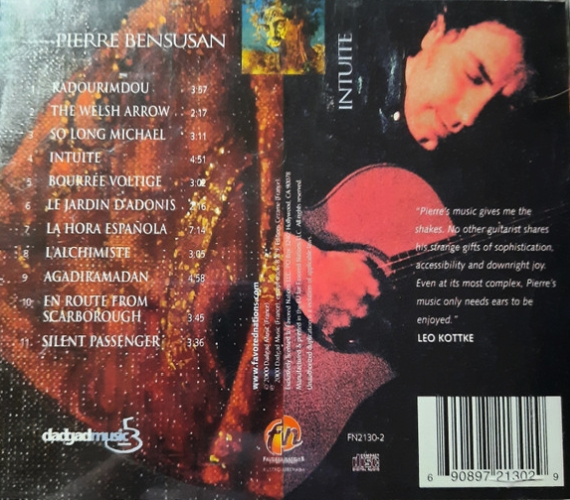 PIERRE BENSUSAN
1 RADOURIMDOU 3:57
2 THE WELSH ARROW 2:17
3 SO LONG MICHAEL 3:11
4 INTUÏTE 4:51
5 BOURRÉE VOLTIGE 3:02
6 LE JARDIN D'ADONIS 2:16
7 LA HORA ESPAÑOLA 7:14
8 L'ALCHIMISTE 3:05
9 AGADIRAMADAN 4:58
10 EN ROUTE FROM
SCARBOROUGH 3:45
11 SILENT PASSENGER 3:36
dadgadmusic
www.favorednations.com
INTUITE
"Pierre's music gives me the
shakes. No other guitarist shares
his strange gifts of sophistication,
accessibility and downright joy.
Even at its most complex, Pierre's
music only needs ears to be
enjoyed."
LEO KOTTKE
fn
FN2130-2
6 90897 21302 9